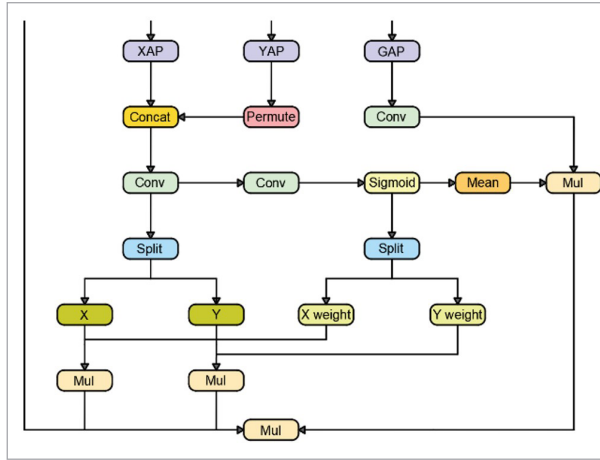 XAP YAP GAP
Concat Permute Conv
Conv Conv Sigmoid Mean Mul
Split Split
X Y X weight Y weight
Mul Mul
Mul